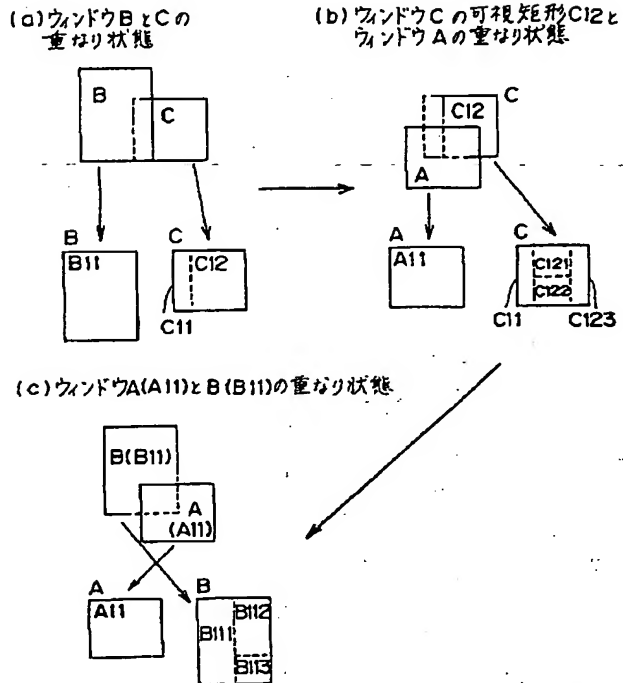 (a)ウィンドウBとCの
重なり状態
B
C
B
B11
C
C12
C11
(b)ウィンドウCの可視矩形C12と
ウィンドウAの重なり状態
C
C12
A
A
A11
C
C121
C122
C11
C123
(c)ウィンドウA(A11)とB(B11)の重なり状態
B(B11)
A
(A11)
A
A11
B
B111
B112
B113